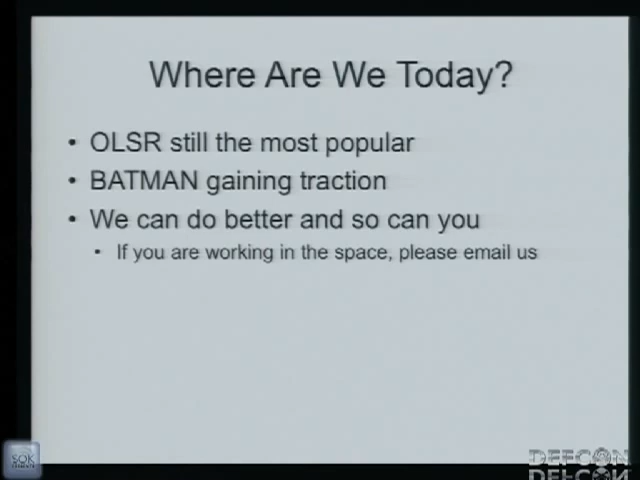 Where Are We Today?
• OLSR still the most popular
• BATMAN gaining traction
• We can do better and so can you
• If you are working in the space, please email us
SOK
DEFCON
DEFCON